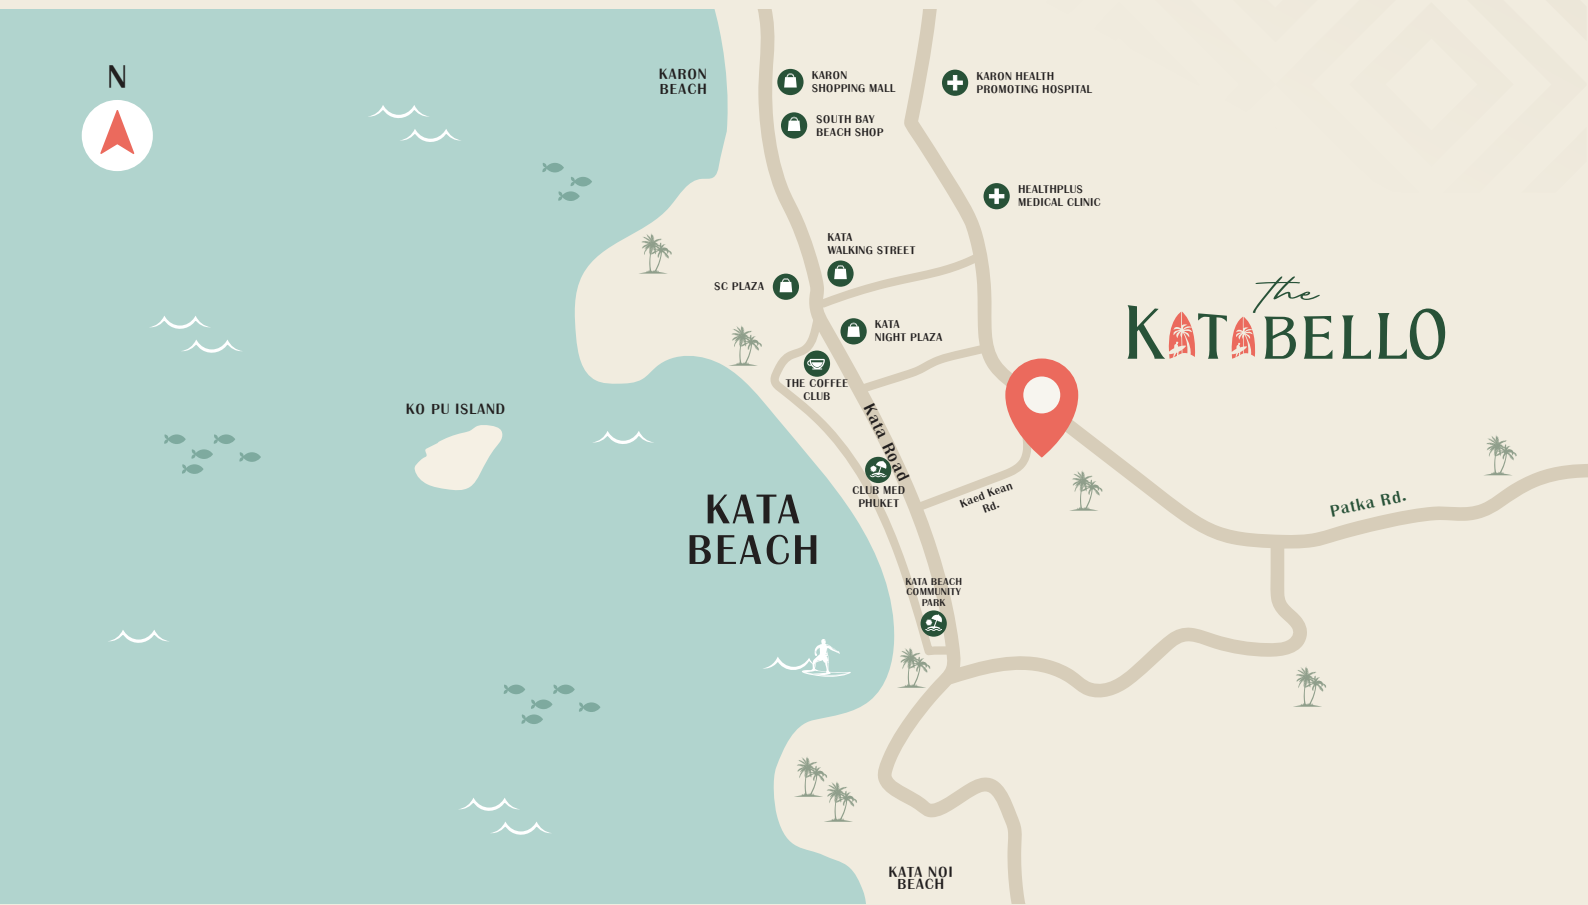 N
KARON
BEACH
KARON
SHOPPING MALL
KARON HEALTH
PROMOTING HOSPITAL
SOUTH BAY
BEACH SHOP
HEALTHPLUS
MEDICAL CLINIC
KATA
WALKING STREET
SC PLAZA
the
KATABELLO
KATA
NIGHT PLAZA
THE COFFEE
CLUB
KO PU ISLAND
Kata Road
CLUB MED
PHUKET
Kaed Kean
Rd.
Patka Rd.
KATA
BEACH
KATA BEACH
COMMUNITY
PARK
KATA NOI
BEACH